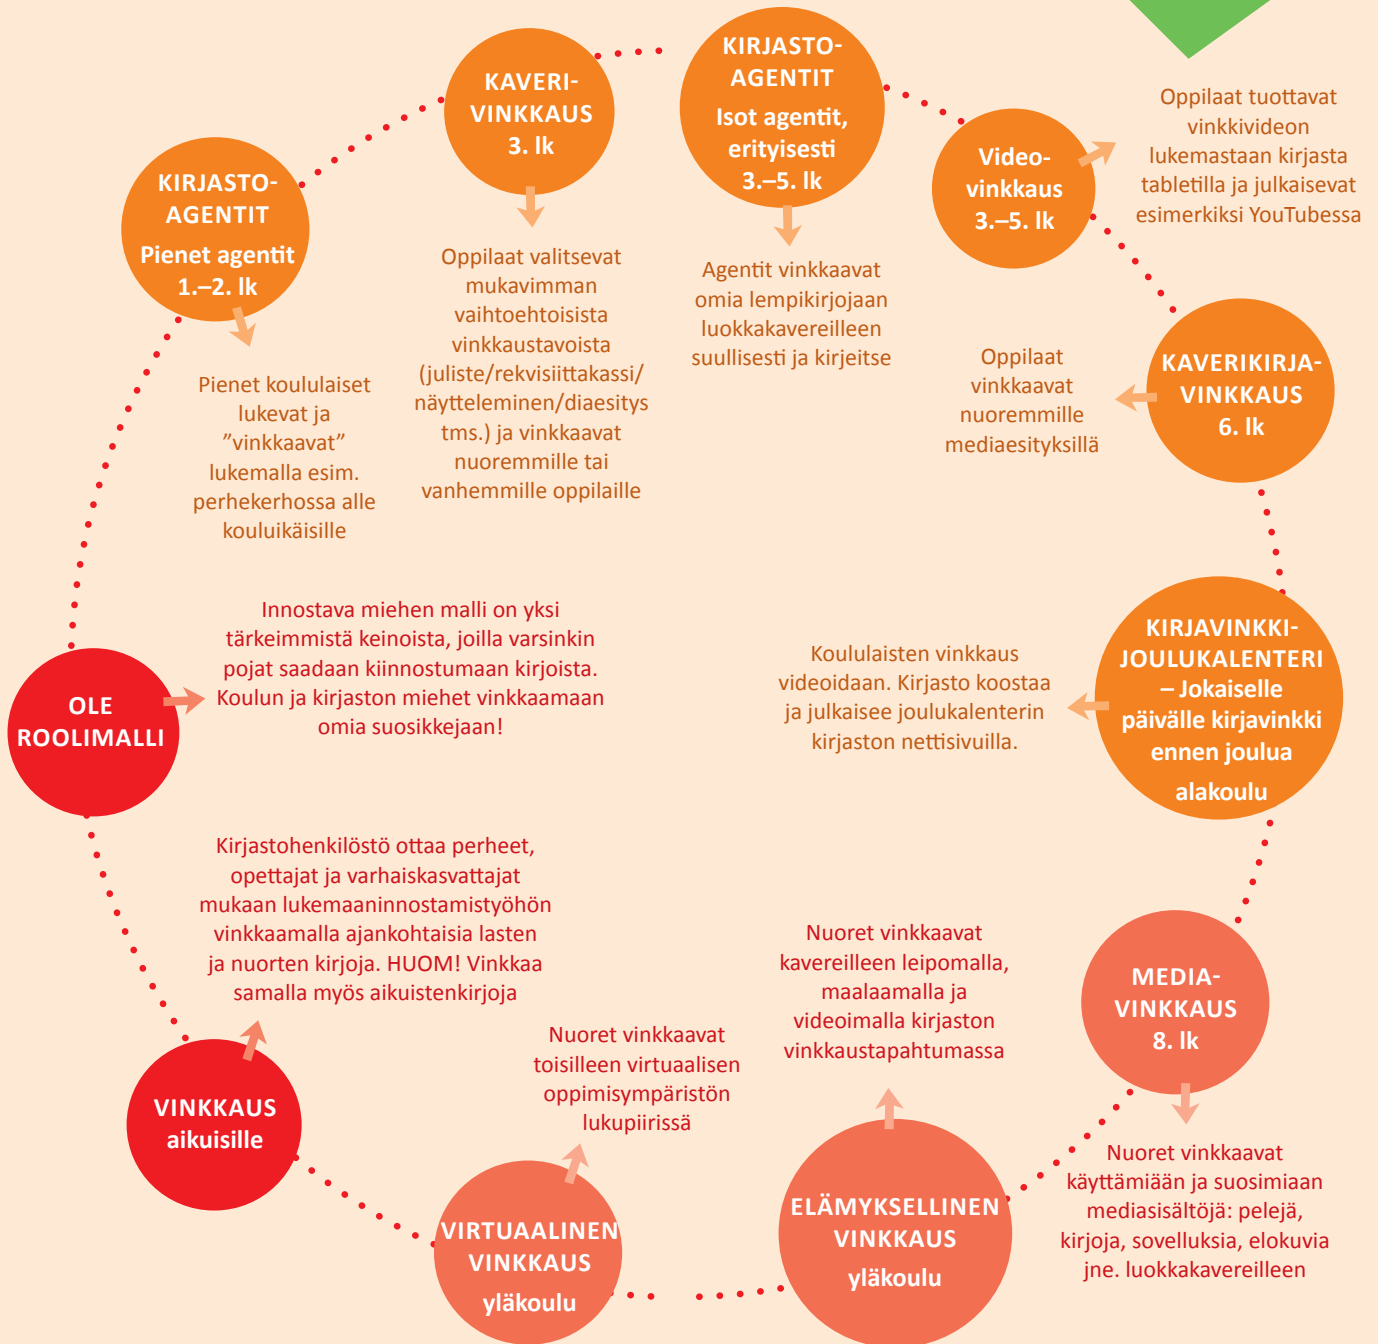 KIRJASTO-
AGENTIT
Pienet agentit
1.–2. lk
Pienet koululaiset
lukevat ja
”vinkkaavat”
lukemalla esim.
perhekerhossa alle
kouluikäisille
KAVERI-
VINKKAUS
3. lk
Oppilaat valitsevat
mukavimman
vaihtoehtoisista
vinkkaustavoista
(juliste/rekvisiittakassi/
näytteleminen/diaesitys
tms.) ja vinkkaavat
nuoremmille tai
vanhemmille oppilaille
KIRJASTO-
AGENTIT
Isot agentit,
erityisesti
3.–5. lk
Agentit vinkkaavat
omia lempikirjojaan
luokkakavereilleen
suullisesti ja kirjeitse
Video-
vinkkaus
3.–5. lk
Oppilaat tuottavat
vinkkivideon
lukemastaan kirjasta
tabletilla ja julkaisevat
esimerkiksi YouTubessa
KAVERIKIRJA-
VINKKAUS
6. lk
Oppilaat
vinkkaavat
nuoremmille
mediaesityksillä
KIRJAVINKKI-
JOULUKALENTERI
– Jokaiselle
päivälle kirjavinkki
ennen joulua
alakoulu
Koululaisten vinkkaus
videoidaan. Kirjasto koostaa
ja julkaisee joulukalenterin
kirjaston nettisivuilla.
MEDIA-
VINKKAUS
8. lk
Nuoret vinkkaavat
käyttämiään ja suosimiaan
mediasisältöjä: pelejä,
kirjoja, sovelluksia, elokuvia
jne. luokkakavereilleen
ELÄMYKSELLINEN
VINKKAUS
yläkoulu
Nuoret vinkkaavat
kavereilleen leipomalla,
maalaamalla ja
videoimalla kirjaston
vinkkaustapahtumassa
VIRTUAALINEN
VINKKAUS
yläkoulu
Nuoret vinkkaavat
toisilleen virtuaalisen
oppimisympäristön
lukupiirissä
VINKKAUS
aikuisille
Kirjastohenkilöstö ottaa perheet,
opettajat ja varhaiskasvattajat
mukaan lukemaaninnostamistyöhön
vinkkaamalla ajankohtaisia lasten
ja nuorten kirjoja. HUOM! Vinkkaa
samalla myös aikuistenkirjoja
OLE
ROOLIMALLI
Innostava miehen malli on yksi
tärkeimmistä keinoista, joilla varsinkin
pojat saadaan kiinnostumaan kirjoista.
Koulun ja kirjaston miehet vinkkaamaan
omia suosikkejaan!